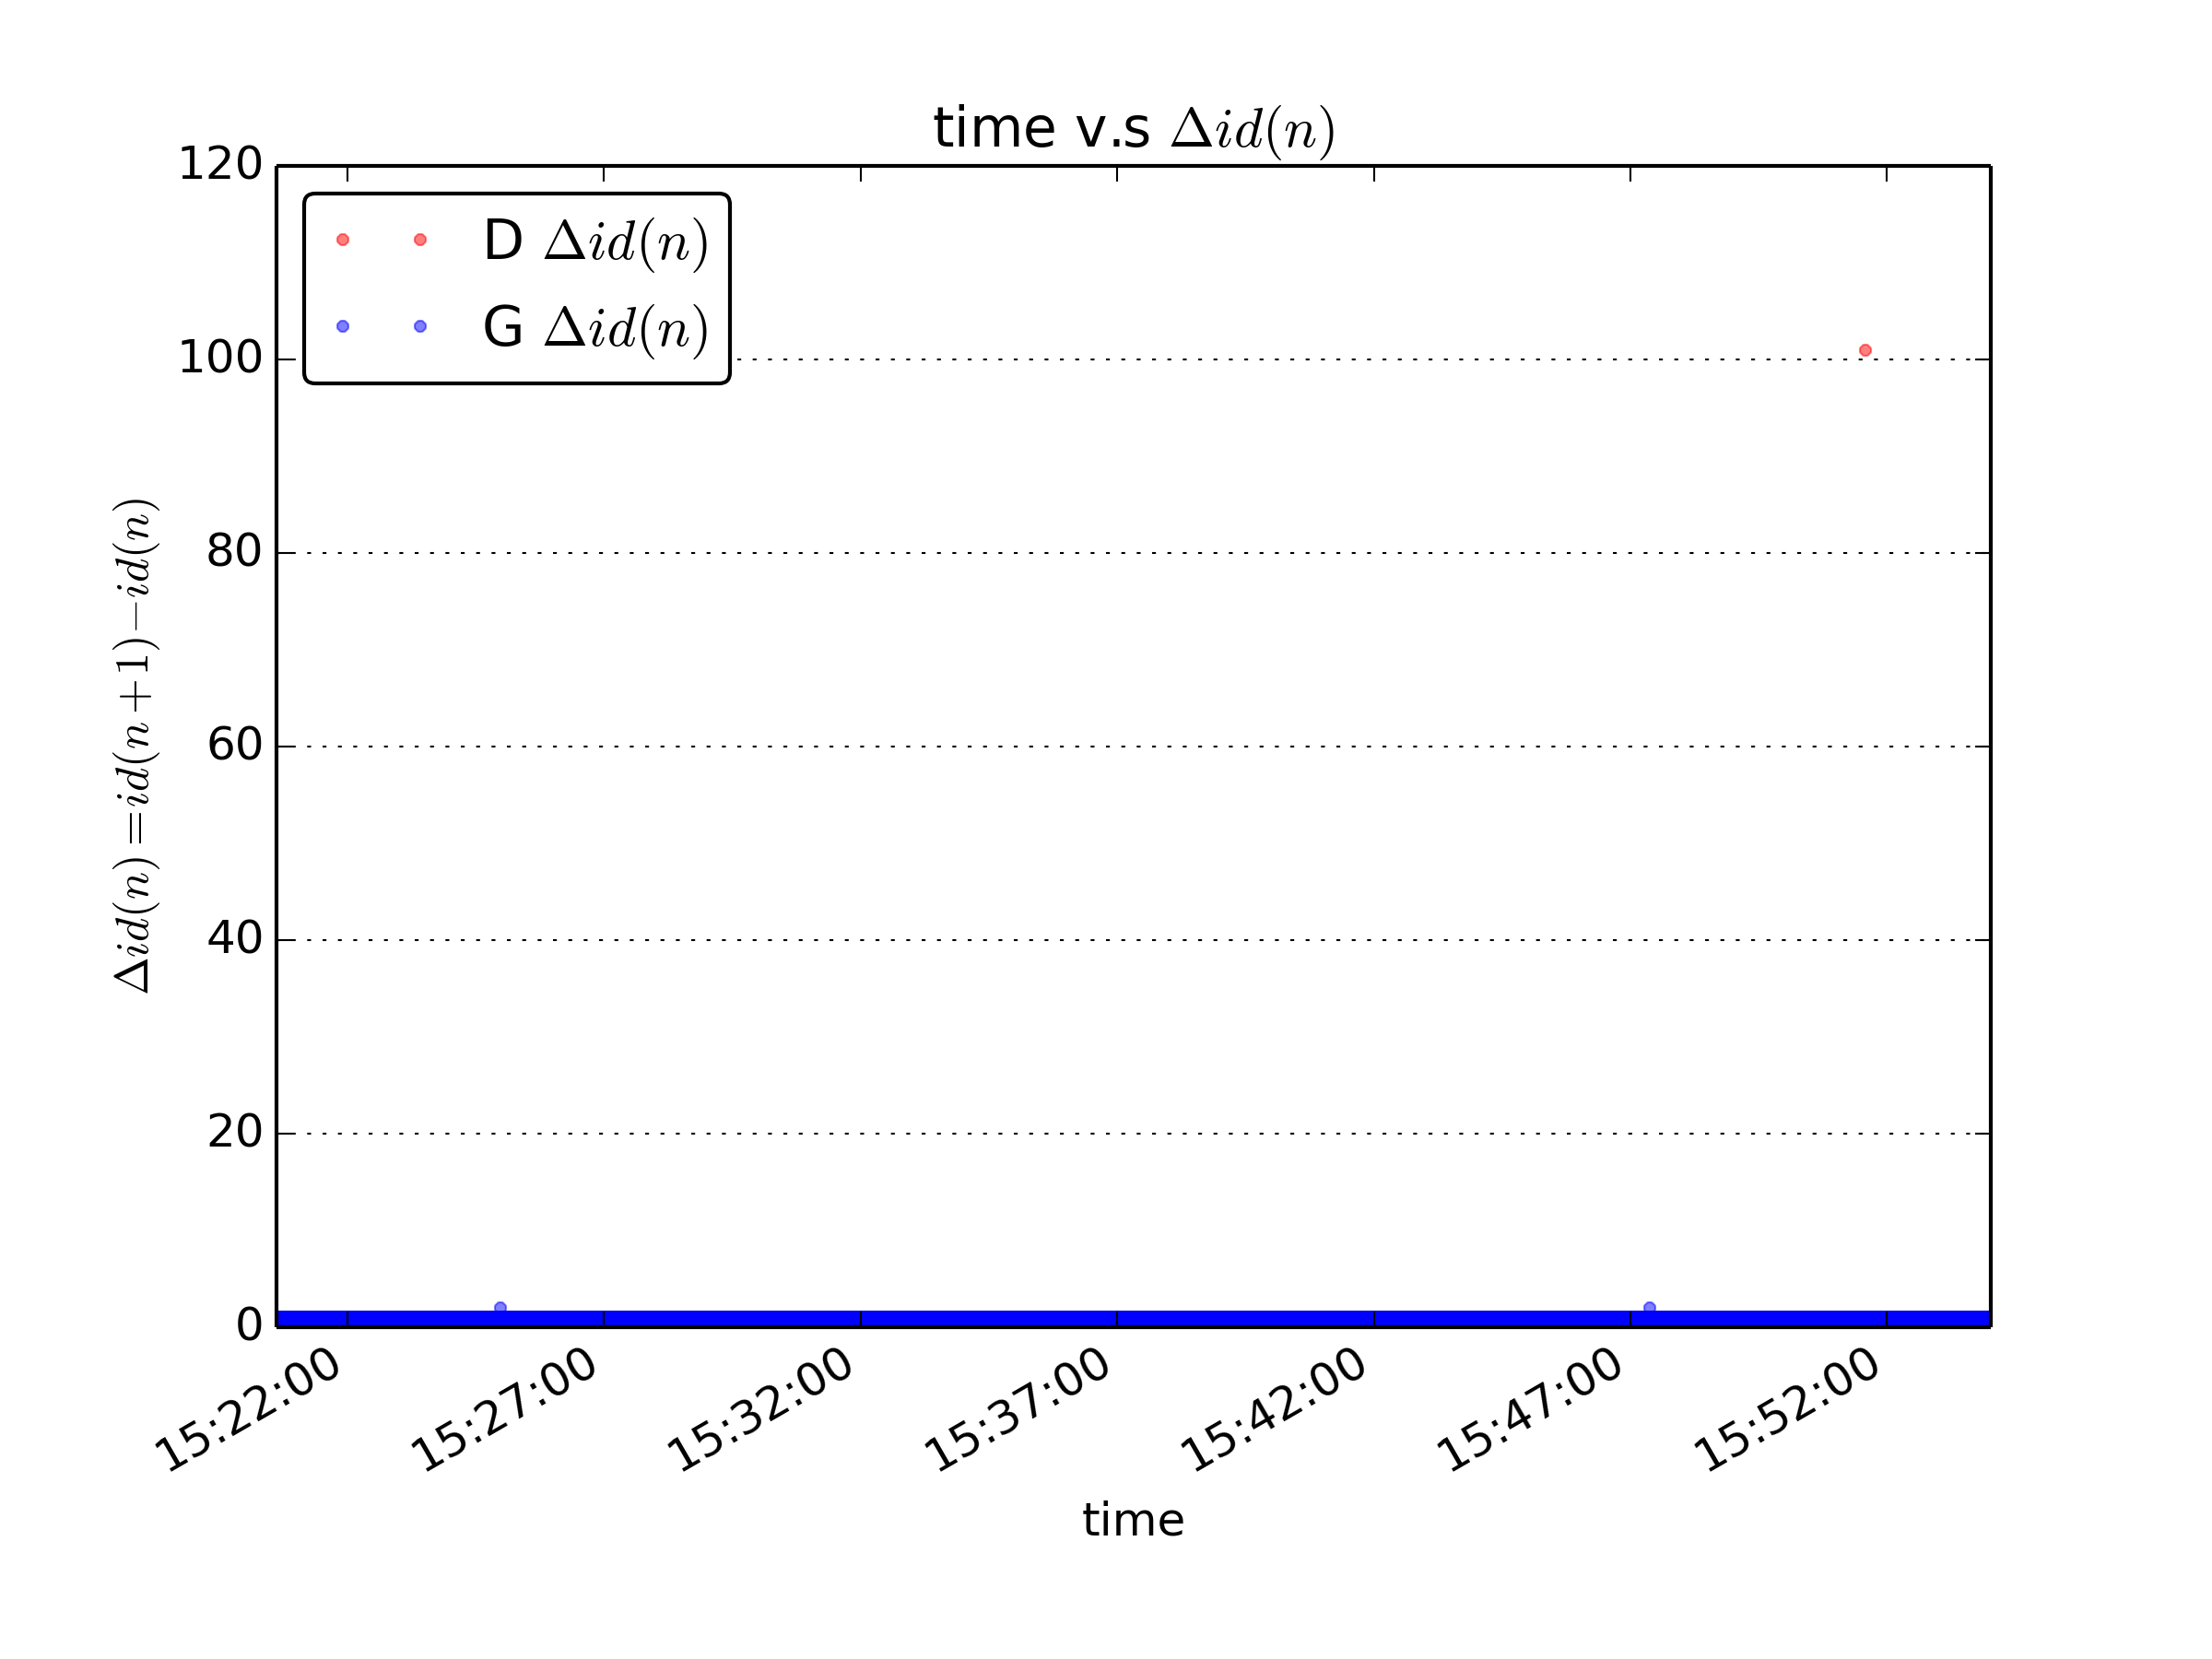 time v.s Δid(n)
120
100
80
60
40
20
0
D Δid(n)
G Δid(n)
Δid(n)=id(n+1)−id(n)
15:22:00
15:27:00
15:32:00
15:37:00
15:42:00
15:47:00
15:52:00
time